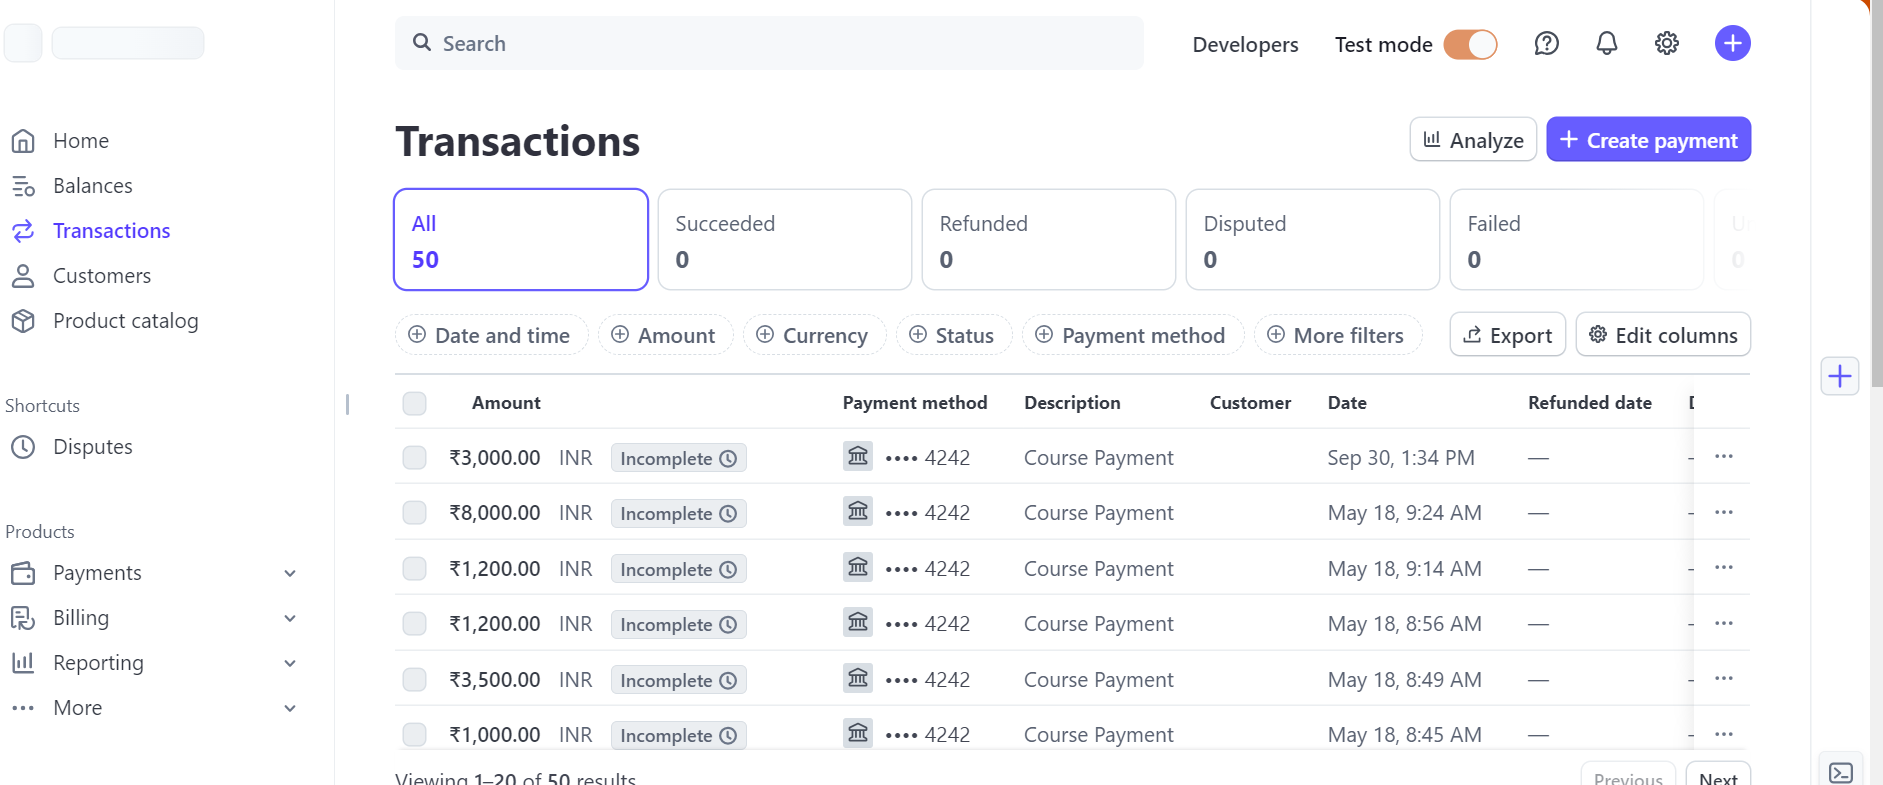 Search
Developers
Test mode
Home
Balances
Transactions
Customers
Product catalog
Shortcuts
Disputes
Products
Payments
Billing
Reporting
More
Transactions
Analyze
Create payment
All
50
Succeeded
0
Refunded
0
Disputed
0
Failed
0
0
Date and time
Amount
Currency
Status
Payment method
More filters
Export
Edit columns
Amount Payment method Description Customer Date Refunded date
₹3,000.00 INR Incomplete •••• 4242 Course Payment Sep 30, 1:34 PM —
₹8,000.00 INR Incomplete •••• 4242 Course Payment May 18, 9:24 AM —
₹1,200.00 INR Incomplete •••• 4242 Course Payment May 18, 9:14 AM —
₹1,200.00 INR Incomplete •••• 4242 Course Payment May 18, 8:56 AM —
₹3,500.00 INR Incomplete •••• 4242 Course Payment May 18, 8:49 AM —
₹1,000.00 INR Incomplete •••• 4242 Course Payment May 18, 8:45 AM —
Viewing 1–20 of 50 results
Previous
Next